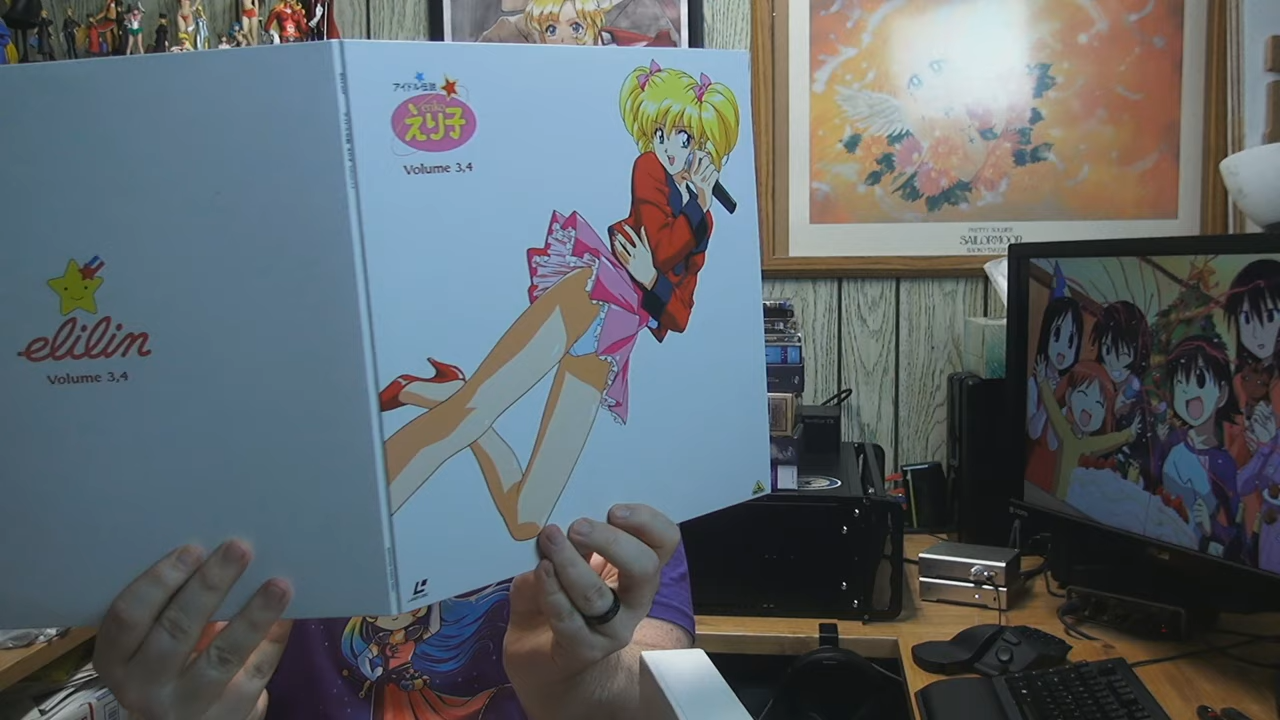 アイドル伝説
Eriko
えり子
Volume 3,4
elilin
Volume 3,4
PRETTY SOLDIER
SAILORMOON